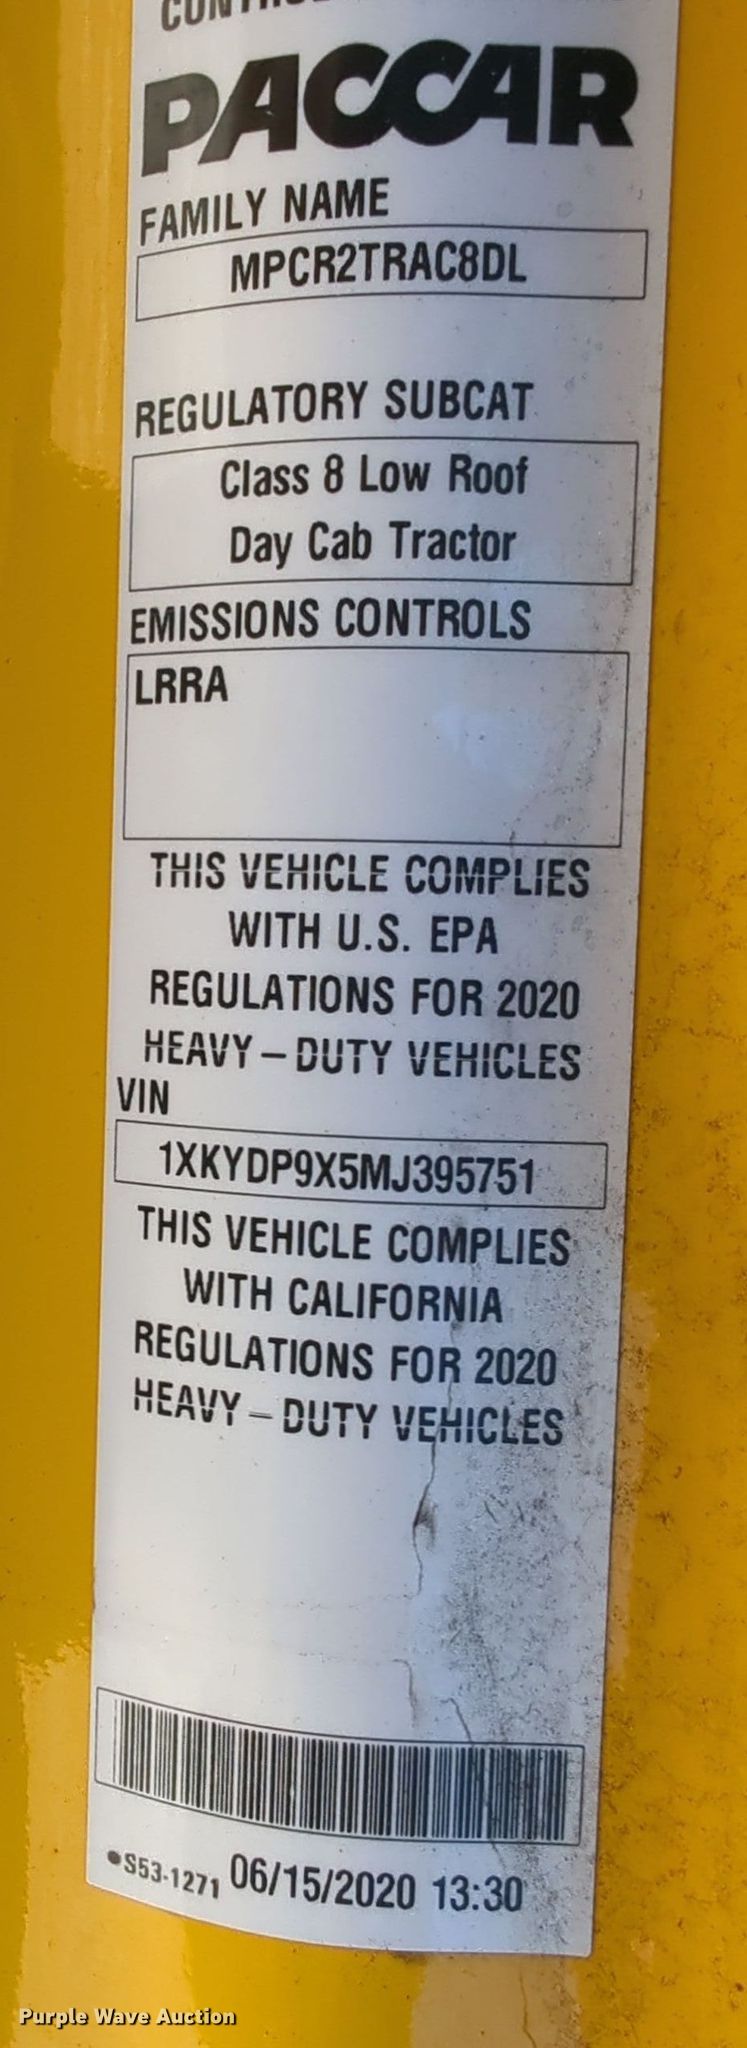 PACCAR
FAMILY NAME
MPCR2TRAC8DL
REGULATORY SUBCAT
Class 8 Low Roof
Day Cab Tractor
EMISSIONS CONTROLS
LRRA
THIS VEHICLE COMPLIES
WITH U.S. EPA
REGULATIONS FOR 2020
HEAVY-DUTY VEHICLES
VIN
1XKYDP9X5MJ395751
THIS VEHICLE COMPLIES
WITH CALIFORNIA
REGULATIONS FOR 2020
HEAVY-DUTY VEHICLES
S53-1271 06/15/2020 13:30
Purple Wave Auction